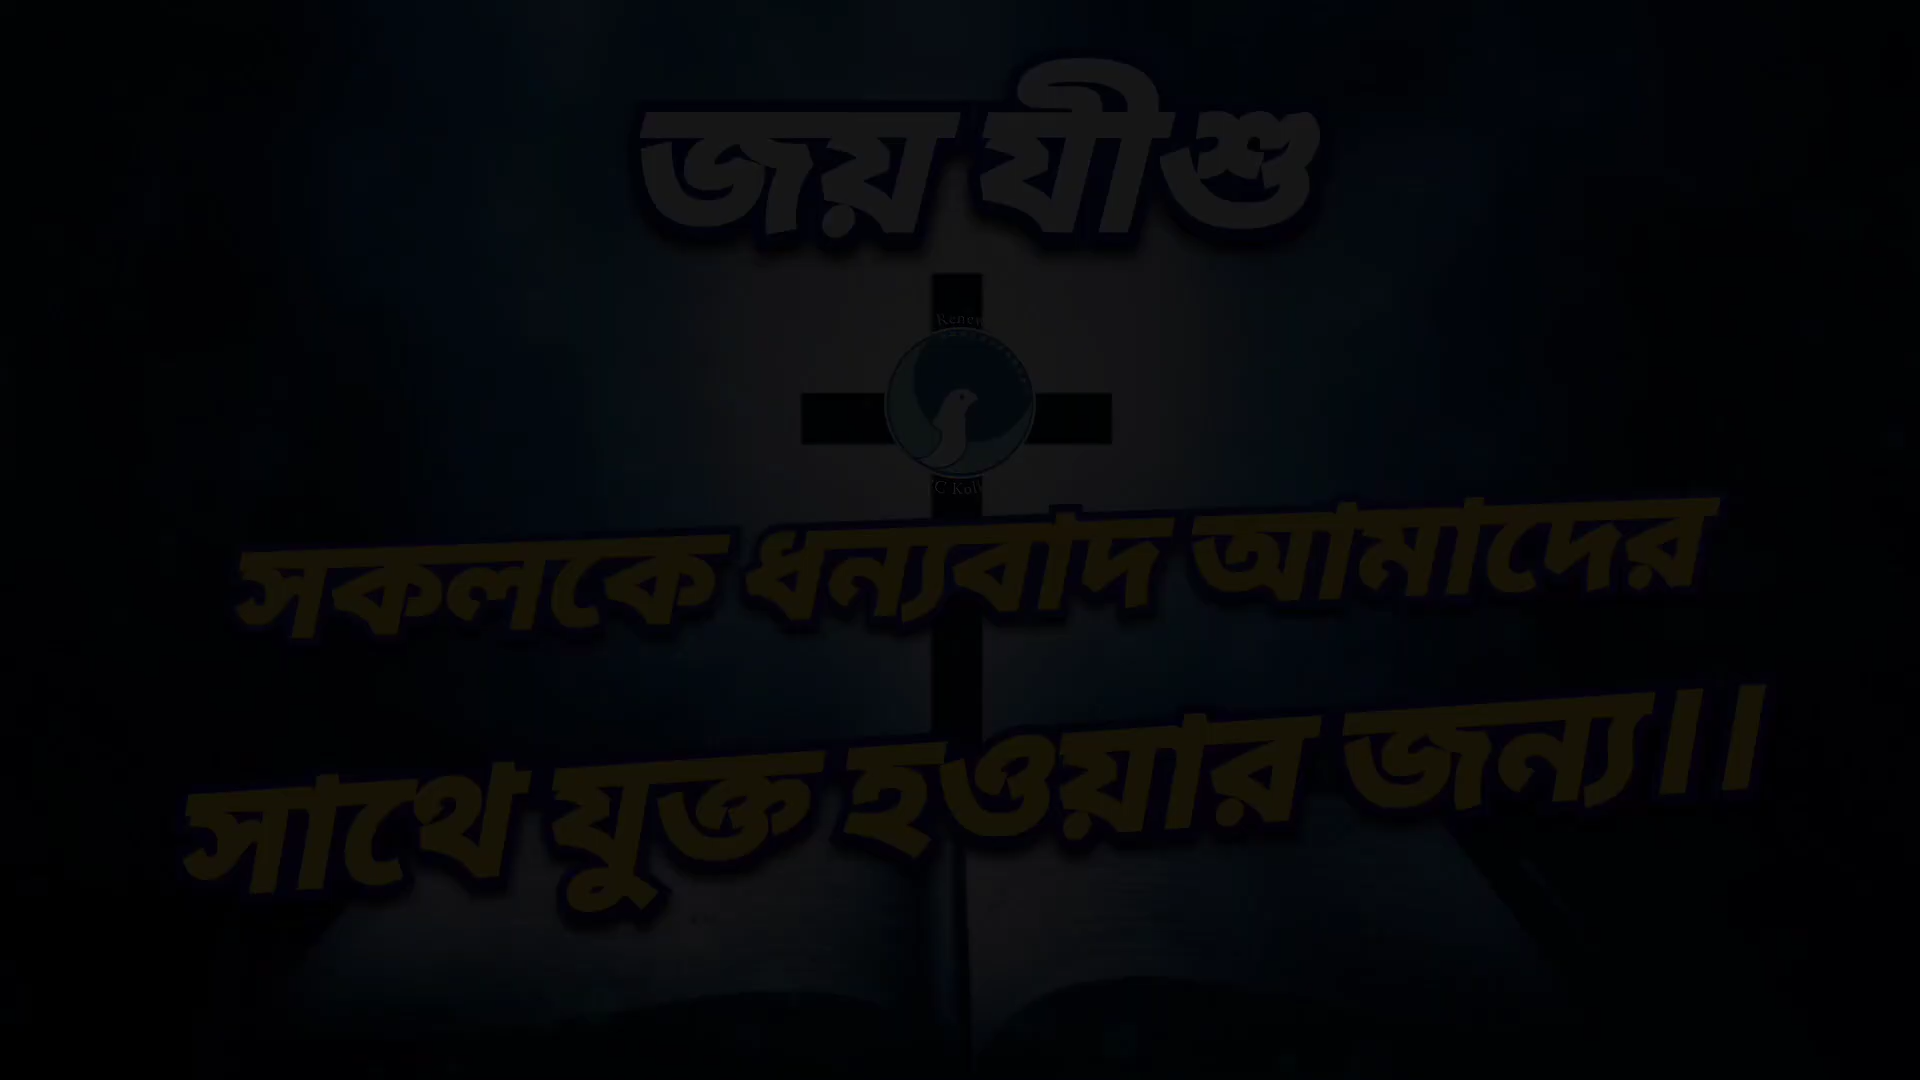 জয় যীশু
সকলকে ধন্যবাদ আমাদের
সাথে যুক্ত হওয়ার জন্য।।